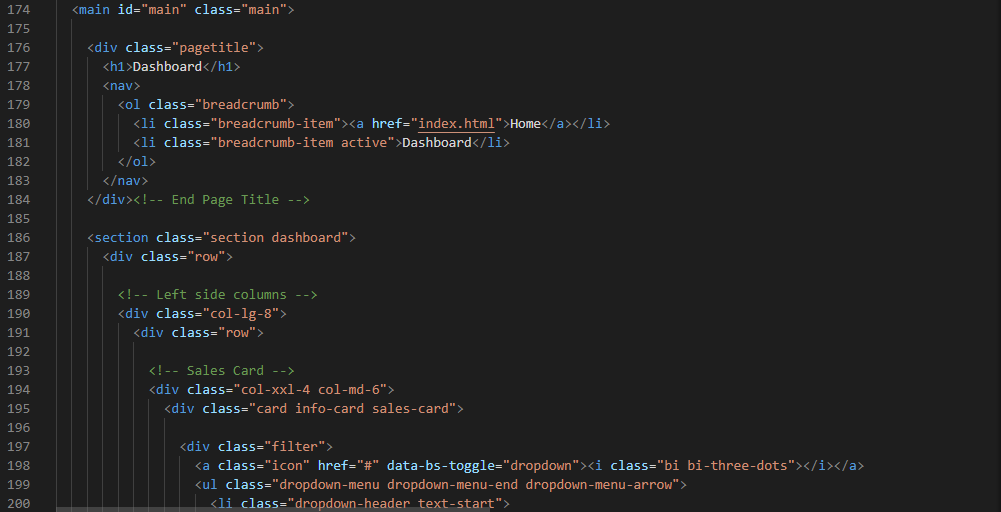 174 <main id="main" class="main">
175
176 <div class="pagetitle">
177 <h1>Dashboard</h1>
178 <nav>
179 <ol class="breadcrumb">
180 <li class="breadcrumb-item"><a href="index.html">Home</a></li>
181 <li class="breadcrumb-item active">Dashboard</li>
182 </ol>
183 </nav>
184 </div><!-- End Page Title -->
185
186 <section class="section dashboard">
187 <div class="row">
188
189 <!-- Left side columns -->
190 <div class="col-lg-8">
191 <div class="row">
192
193 <!-- Sales Card -->
194 <div class="col-xxl-4 col-md-6">
195 <div class="card info-card sales-card">
196
197 <div class="filter">
198 <a class="icon" href="#" data-bs-toggle="dropdown"><i class="bi bi-three-dots"></i></a>
199 <ul class="dropdown-menu dropdown-menu-end dropdown-menu-arrow">
200 <li class="dropdown-header text-start">